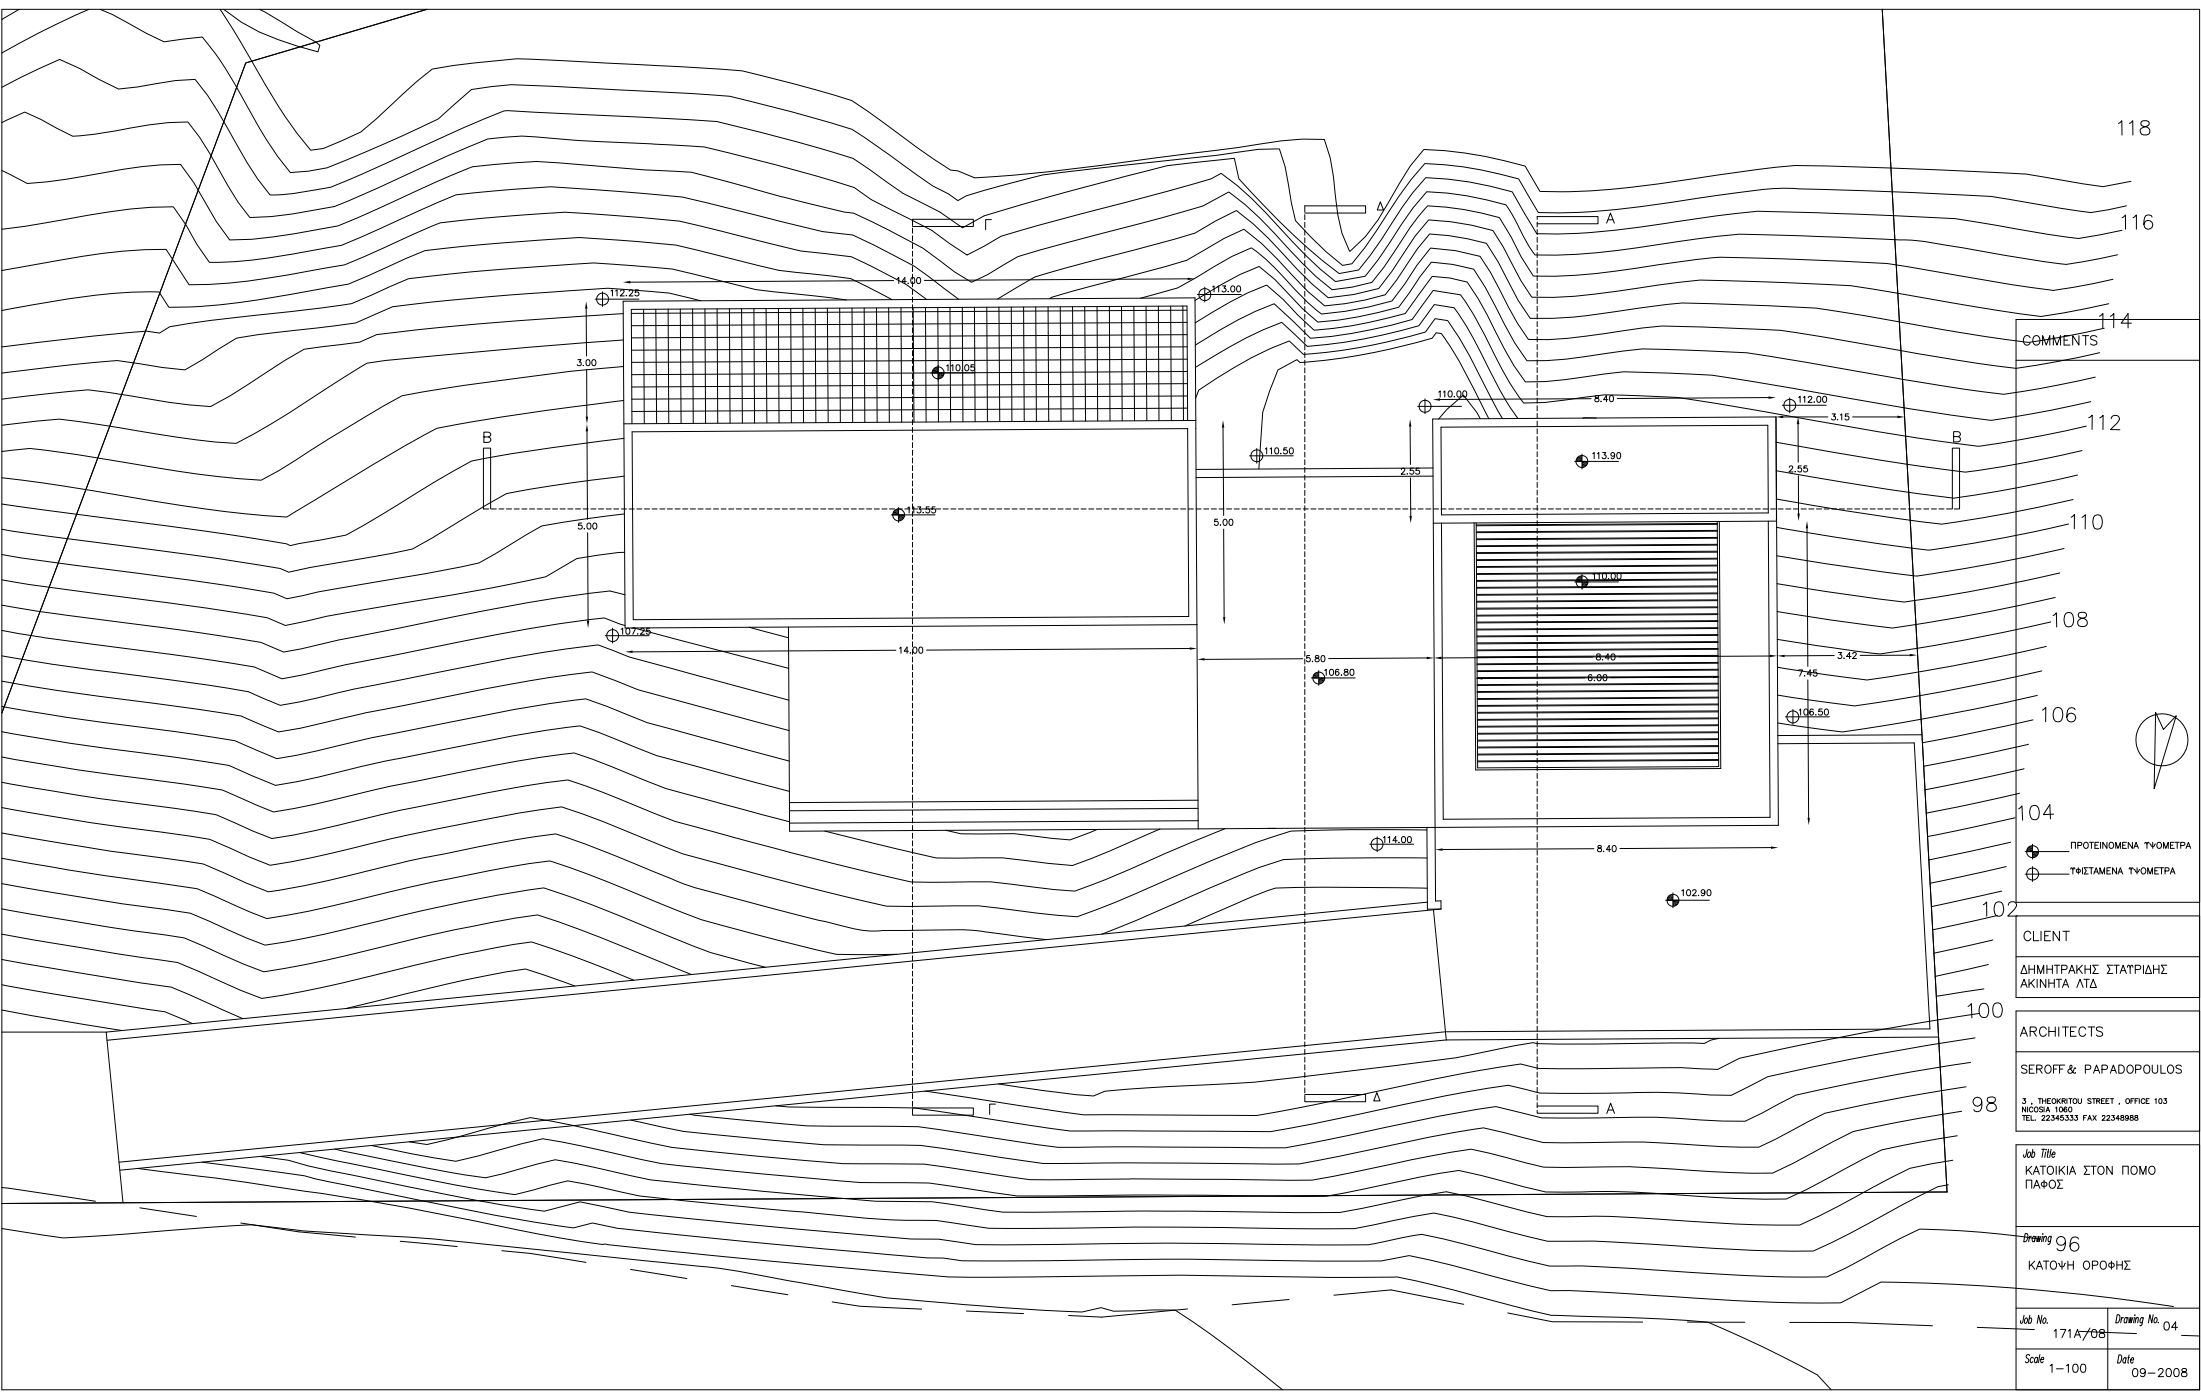 118
Δ
Α
116
Γ
14.00
112.25
113.00
114
COMMENTS
3.00
110.05
110.00
8.40
112.00
3.15
112
Β
Β
110.50
113.90
2.55
2.55
113.55
5.00
5.00
110
110.00
107.25
108
14.00
5.80
8.40
3.42
106.80
6.00
7.45
106.50
106
104
114.00
8.40
ΠΡΟΤΕΙΝΟΜΕΝΑ ΥΨΟΜΕΤΡΑ
ΥΦΙΣΤΑΜΕΝΑ ΥΨΟΜΕΤΡΑ
102.90
102
CLIENT
ΔΗΜΗΤΡΑΚΗΣ ΣΤΑΥΡΙΔΗΣ
ΑΚΙΝΗΤΑ ΛΤΔ
100
ARCHITECTS
SEROFF & PAPADOPOULOS
3 , THEOKRITOU STREET , OFFICE 103
NICOSIA 1060
TEL. 22345333 FAX 22348988
98
Γ
Δ
Α
Job Title
ΚΑΤΟΙΚΙΑ ΣΤΟΝ ΠΟΜΟ
ΠΑΦΟΣ
Drawing
96
ΚΑΤΟΨΗ ΟΡΟΦΗΣ
Job No.
171A/08
Drawing No.
04
Scale
1-100
Date
09-2008